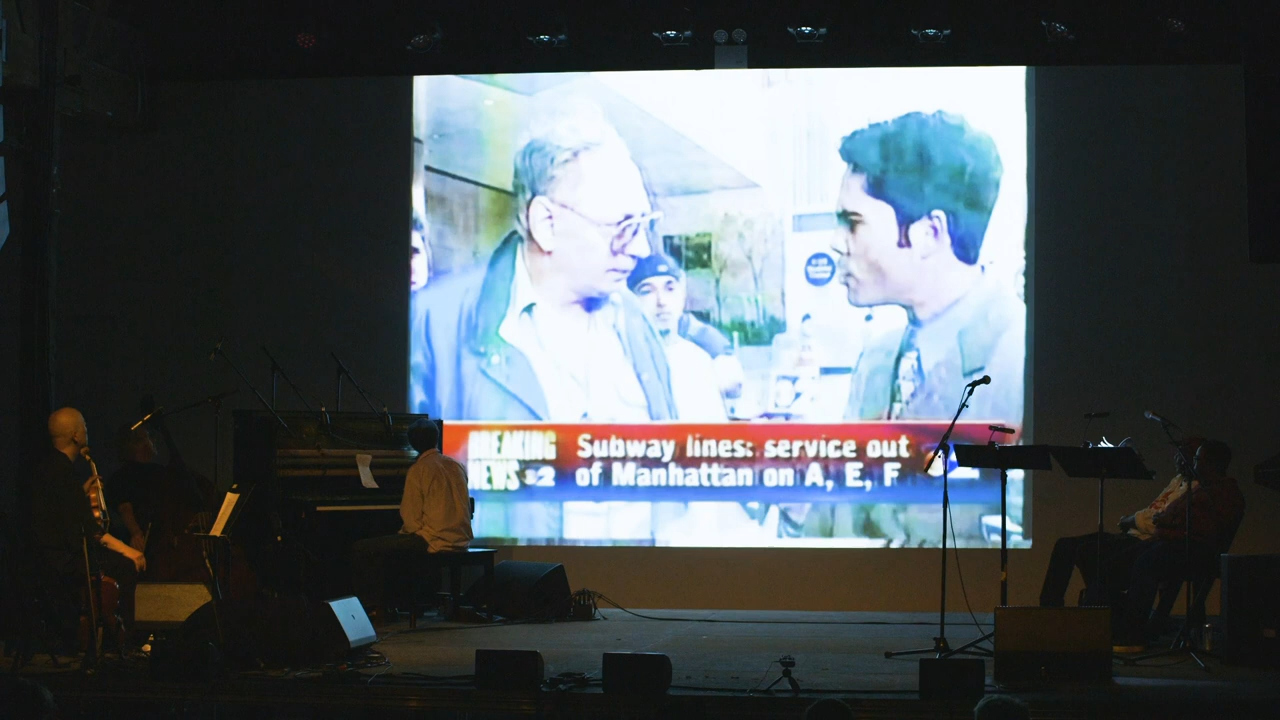 BREAKING
NEWS
Subway lines: service out
of Manhattan on A, E, F